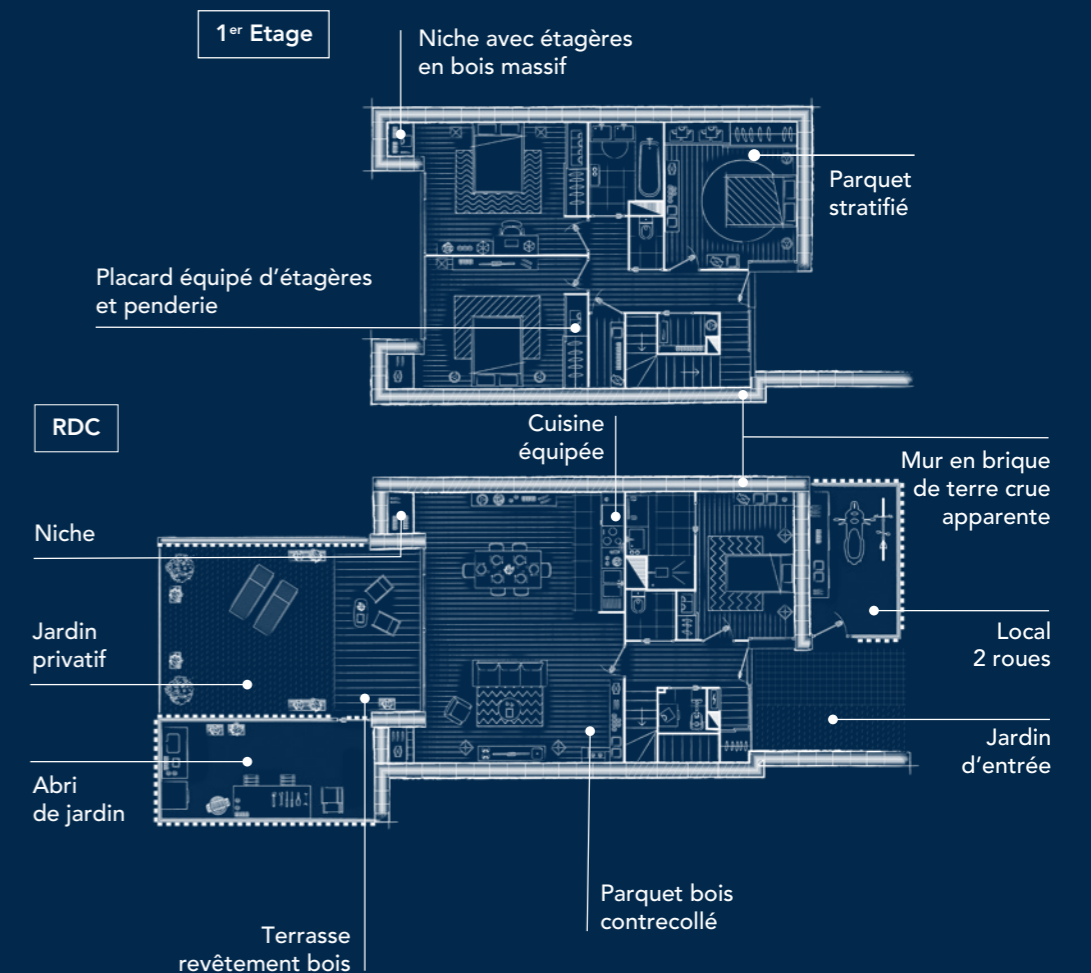 1er Etage
Niche avec étagères
en bois massif
Parquet
stratifié
Placard équipé d'étagères
et penderie
RDC
Cuisine
équipée
Mur en brique
de terre crue
apparente
Niche
Jardin
privatif
Local
2 roues
Jardin
d'entrée
Abri
de jardin
Parquet bois
contrecollé
Terrasse
revêtement bois